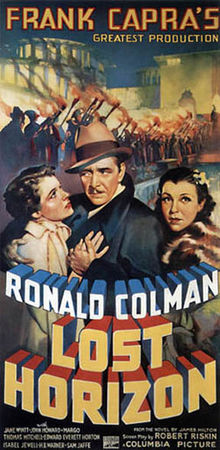 FRANK CAPRA'S
GREATEST PRODUCTION
RONALD COLMAN
LOST
HORIZON
with
JANE WYATT · JOHN HOWARD · MARGO
THOMAS MITCHELL · EDWARD EVERETT HORTON
ISABEL JEWELL · H.B. WARNER · SAM JAFFE
FROM THE NOVEL BY JAMES HILTON
Screen Play by ROBERT RISKIN
A COLUMBIA PICTURE